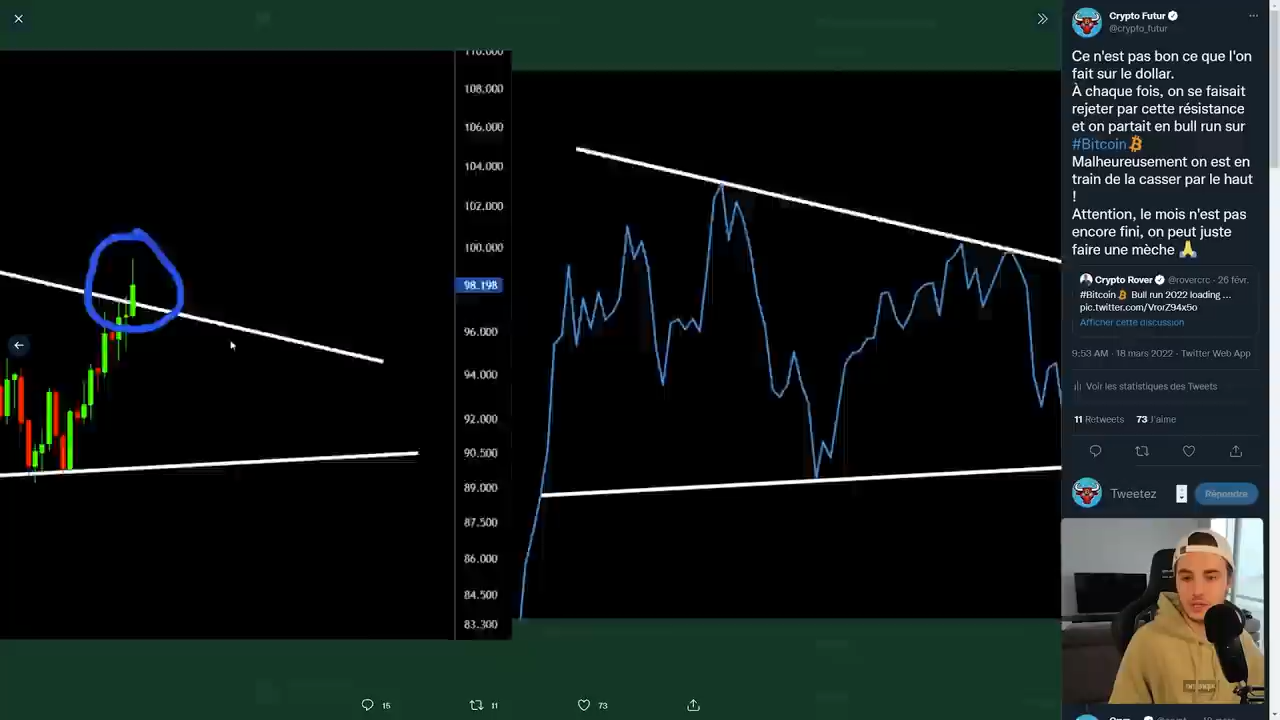 110.000
108.000
106.000
104.000
102.000
100.000
98.198
96.000
94.000
92.000
90.500
89.000
87.500
86.000
84.500
83.300
15
11
73
Crypto Futur
@crypto_futur
Ce n'est pas bon ce que l'on
fait sur le dollar.
À chaque fois, on se faisait
rejeter par cette résistance
et on partait en bull run sur
#Bitcoin
Malheureusement on est en
train de la casser par le haut
!
Attention, le mois n'est pas
encore fini, on peut juste
faire une mèche 🙏
Crypto Rover @rovercrc · 26 févr.
#Bitcoin Bull run 2022 loading ...
pic.twitter.com/VrorZ94x5o
Afficher cette discussion
9:53 AM · 18 mars 2022 · Twitter Web App
Voir les statistiques des Tweets
11 Retweets 73 J'aime
Tweetez
Répondre